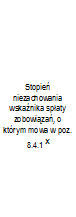 Stopień
niezachowania
wskaźnika spłaty
zobowiązań, o
którym mowa w poz.
8.4.1 x